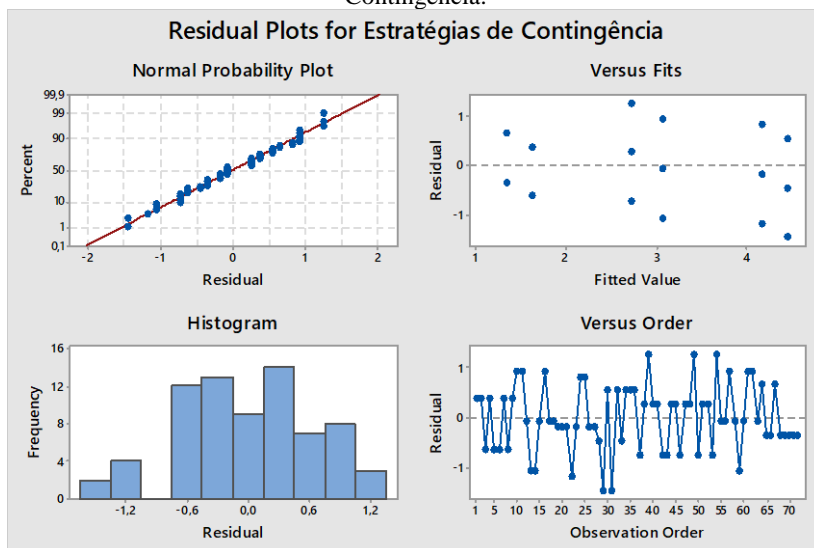 Contingência.
Residual Plots for Estratégias de Contingência
Normal Probability Plot
99,9
99
90
50
10
1
0,1
Percent
-2 -1 0 1 2
Residual
Versus Fits
1
0
-1
Residual
1 2 3 4
Fitted Value
Histogram
16
12
8
4
0
Frequency
-1,2 -0,6 0,0 0,6 1,2
Residual
Versus Order
1
0
-1
Residual
1 5 10 15 20 25 30 35 40 45 50 55 60 65 70
Observation Order